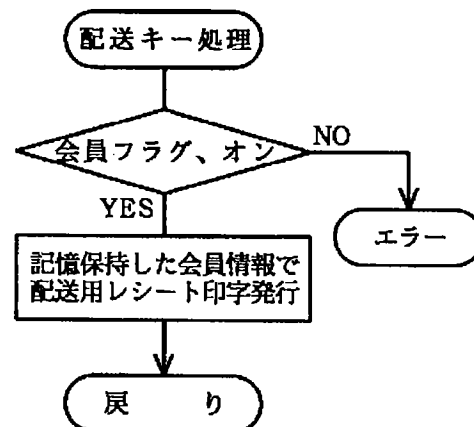 配送キー処理
会員フラグ、オン
NO
YES
エラー
記憶保持した会員情報で
配送用レシート印字発行
戻 り